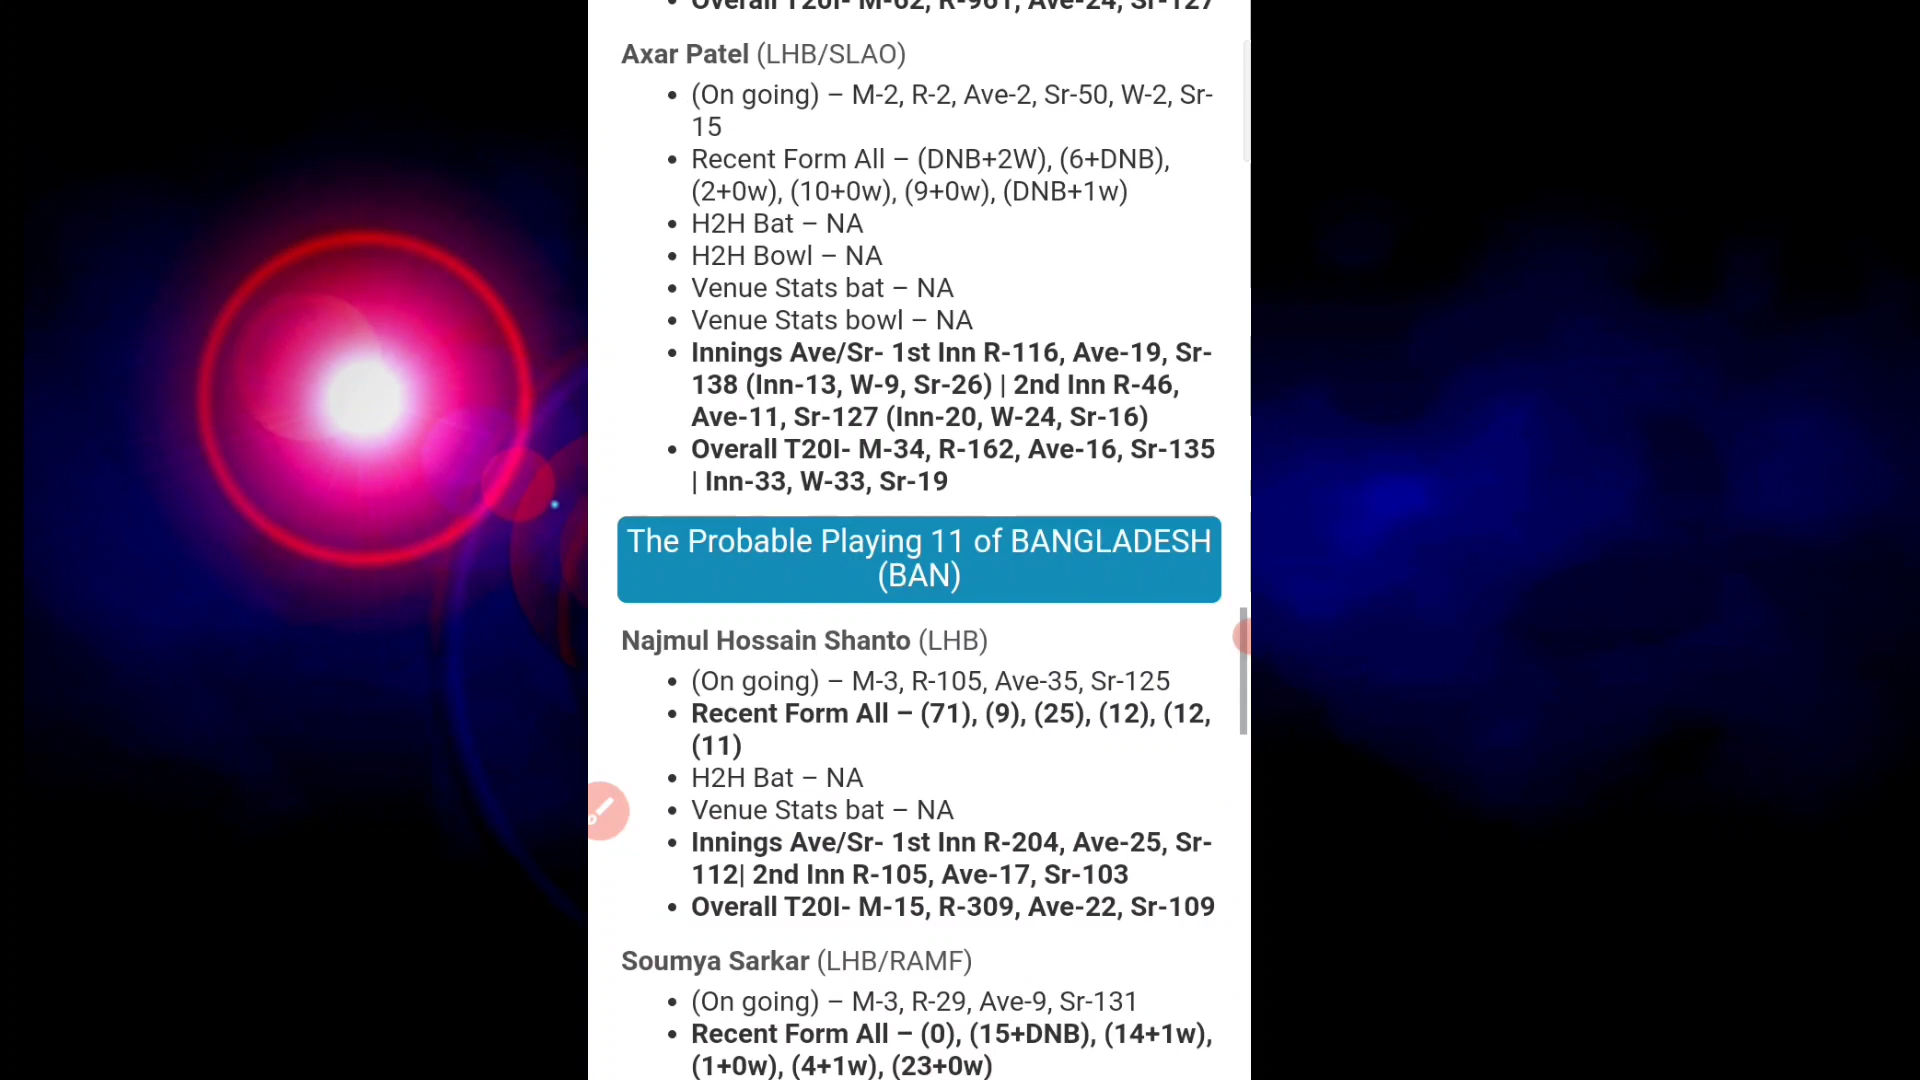 Overall T20I- M-62, R-961, Ave-24, Sr-127
Axar Patel (LHB/SLAO)
(On going) – M-2, R-2, Ave-2, Sr-50, W-2, Sr-
15
Recent Form All – (DNB+2W), (6+DNB),
(2+0w), (10+0w), (9+0w), (DNB+1w)
H2H Bat – NA
H2H Bowl – NA
Venue Stats bat – NA
Venue Stats bowl – NA
Innings Ave/Sr- 1st Inn R-116, Ave-19, Sr-
138 (Inn-13, W-9, Sr-26) | 2nd Inn R-46,
Ave-11, Sr-127 (Inn-20, W-24, Sr-16)
Overall T20I- M-34, R-162, Ave-16, Sr-135
| Inn-33, W-33, Sr-19
The Probable Playing 11 of BANGLADESH
(BAN)
Najmul Hossain Shanto (LHB)
(On going) – M-3, R-105, Ave-35, Sr-125
Recent Form All – (71), (9), (25), (12), (12,
(11)
H2H Bat – NA
Venue Stats bat – NA
Innings Ave/Sr- 1st Inn R-204, Ave-25, Sr-
112| 2nd Inn R-105, Ave-17, Sr-103
Overall T20I- M-15, R-309, Ave-22, Sr-109
Soumya Sarkar (LHB/RAMF)
(On going) – M-3, R-29, Ave-9, Sr-131
Recent Form All – (0), (15+DNB), (14+1w),
(1+0w), (4+1w), (23+0w)